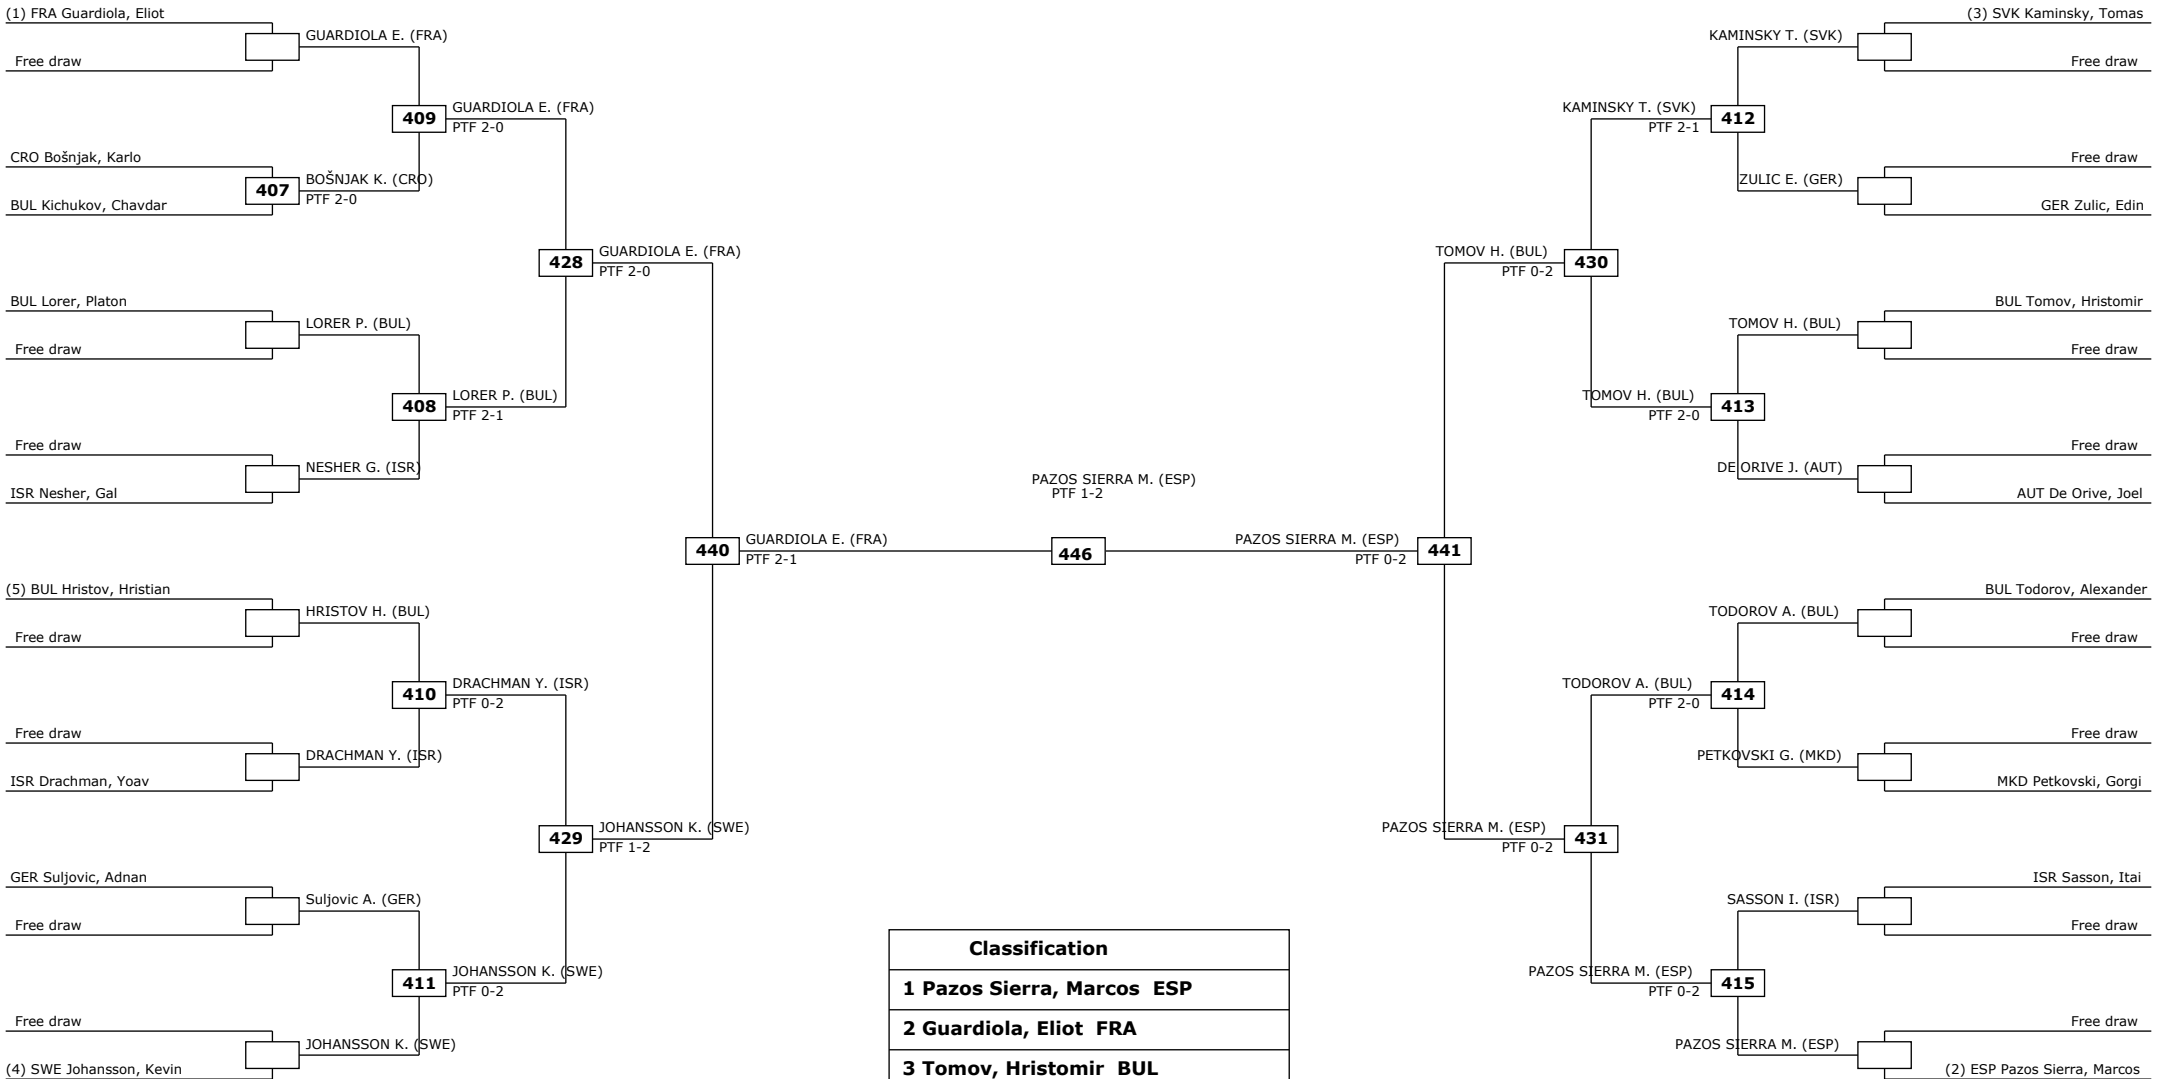 (1) FRA Guardiola, Eliot
GUARDIOLA E. (FRA)
Free draw
409
GUARDIOLA E. (FRA)
PTF 2-0
CRO Bošnjak, Karlo
407
BOŠNJAK K. (CRO)
PTF 2-0
BUL Kichukov, Chavdar
428
GUARDIOLA E. (FRA)
PTF 2-0
BUL Lorer, Platon
LORER P. (BUL)
Free draw
408
LORER P. (BUL)
PTF 2-1
Free draw
NESHER G. (ISR)
ISR Nesher, Gal
440
GUARDIOLA E. (FRA)
PTF 2-1
(5) BUL Hristov, Hristian
HRISTOV H. (BUL)
Free draw
410
DRACHMAN Y. (ISR)
PTF 0-2
Free draw
DRACHMAN Y. (ISR)
ISR Drachman, Yoav
429
JOHANSSON K. (SWE)
PTF 1-2
GER Suljovic, Adnan
Suljovic A. (GER)
Free draw
411
JOHANSSON K. (SWE)
PTF 0-2
Free draw
JOHANSSON K. (SWE)
(4) SWE Johansson, Kevin
PAZOS SIERRA M. (ESP)
PTF 1-2
446
(3) SVK Kaminsky, Tomas
KAMINSKY T. (SVK)
Free draw
KAMINSKY T. (SVK)
PTF 2-1
412
Free draw
ZULIC E. (GER)
GER Zulic, Edin
TOMOV H. (BUL)
PTF 0-2
430
BUL Tomov, Hristomir
TOMOV H. (BUL)
Free draw
TOMOV H. (BUL)
PTF 2-0
413
Free draw
DE ORIVE J. (AUT)
AUT De Orive, Joel
PAZOS SIERRA M. (ESP)
PTF 0-2
441
BUL Todorov, Alexander
TODOROV A. (BUL)
Free draw
TODOROV A. (BUL)
PTF 2-0
414
Free draw
PETKOVSKI G. (MKD)
MKD Petkovski, Gorgi
PAZOS SIERRA M. (ESP)
PTF 0-2
431
ISR Sasson, Itai
SASSON I. (ISR)
Free draw
PAZOS SIERRA M. (ESP)
PTF 0-2
415
Free draw
PAZOS SIERRA M. (ESP)
(2) ESP Pazos Sierra, Marcos
Classification
1 Pazos Sierra, Marcos ESP
2 Guardiola, Eliot FRA
3 Tomov, Hristomir BUL